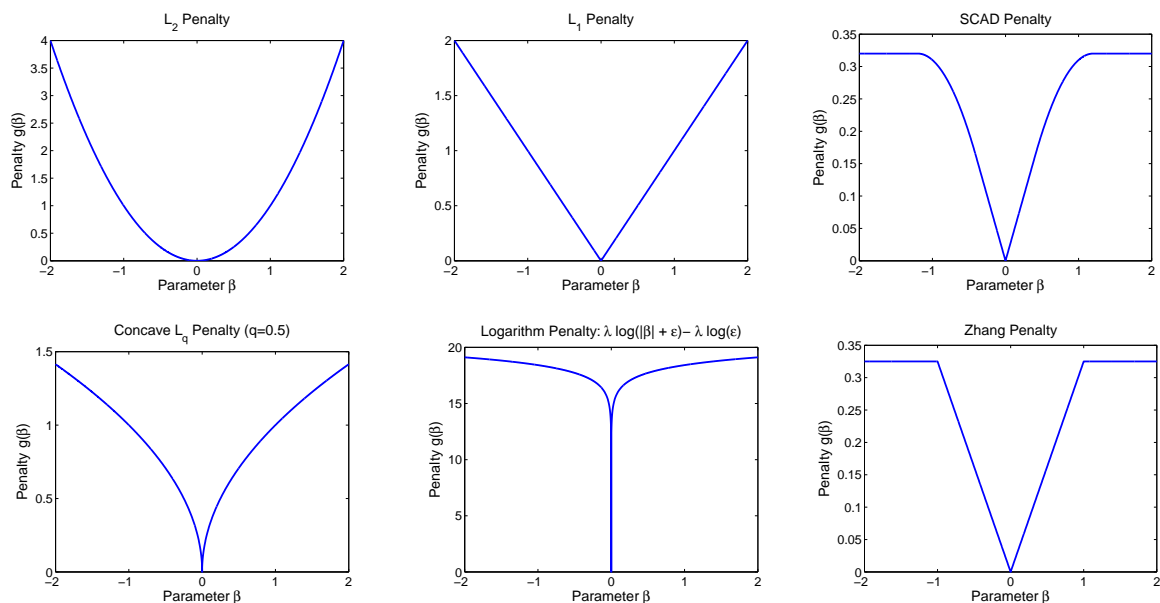 L2 Penalty
4
3.5
3
2.5
2
1.5
1
0.5
0
−2 −1 0 1 2
Parameter β
Penalty g(β)
L1 Penalty
2
1.5
1
0.5
0
−2 −1 0 1 2
Parameter β
Penalty g(β)
SCAD Penalty
0.35
0.3
0.25
0.2
0.15
0.1
0.05
0
−2 −1 0 1 2
Parameter β
Penalty g(β)
Concave Lq Penalty (q=0.5)
1.5
1
0.5
0
−2 −1 0 1 2
Parameter β
Penalty g(β)
Logarithm Penalty: λ log(|β| + ε)− λ log(ε)
20
15
10
5
0
−2 −1 0 1 2
Parameter β
Penalty g(β)
Zhang Penalty
0.35
0.3
0.25
0.2
0.15
0.1
0.05
0
−2 −1 0 1 2
Parameter β
Penalty g(β)